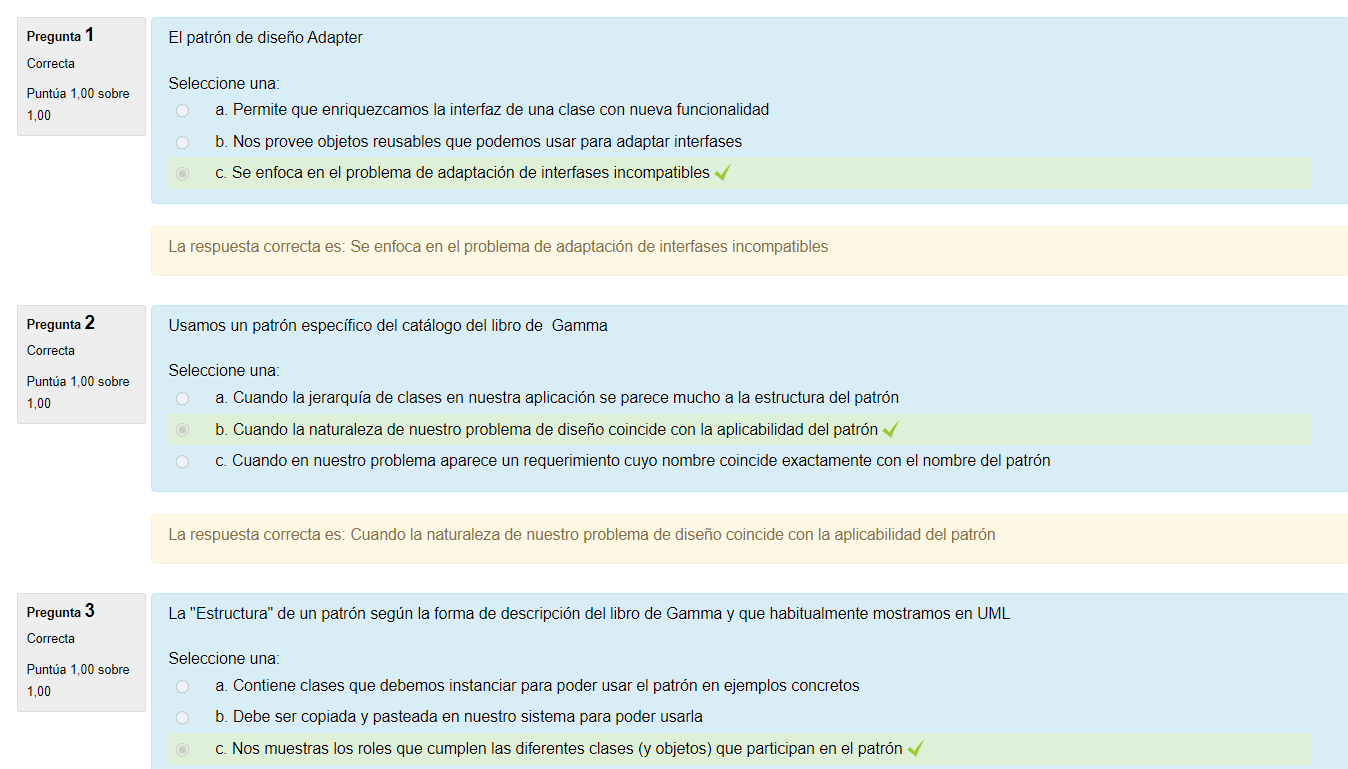 Pregunta 1
Correcta
Puntúa 1,00 sobre
1,00
El patrón de diseño Adapter
Seleccione una:
a. Permite que enriquezcamos la interfaz de una clase con nueva funcionalidad
b. Nos provee objetos reusables que podemos usar para adaptar interfases
c. Se enfoca en el problema de adaptación de interfases incompatibles
La respuesta correcta es: Se enfoca en el problema de adaptación de interfases incompatibles
Pregunta 2
Correcta
Puntúa 1,00 sobre
1,00
Usamos un patrón específico del catálogo del libro de  Gamma
Seleccione una:
a. Cuando la jerarquía de clases en nuestra aplicación se parece mucho a la estructura del patrón
b. Cuando la naturaleza de nuestro problema de diseño coincide con la aplicabilidad del patrón
c. Cuando en nuestro problema aparece un requerimiento cuyo nombre coincide exactamente con el nombre del patrón
La respuesta correcta es: Cuando la naturaleza de nuestro problema de diseño coincide con la aplicabilidad del patrón
Pregunta 3
Correcta
Puntúa 1,00 sobre
1,00
La "Estructura" de un patrón según la forma de descripción del libro de Gamma y que habitualmente mostramos en UML
Seleccione una:
a. Contiene clases que debemos instanciar para poder usar el patrón en ejemplos concretos
b. Debe ser copiada y pasteada en nuestro sistema para poder usarla
c. Nos muestras los roles que cumplen las diferentes clases (y objetos) que participan en el patrón